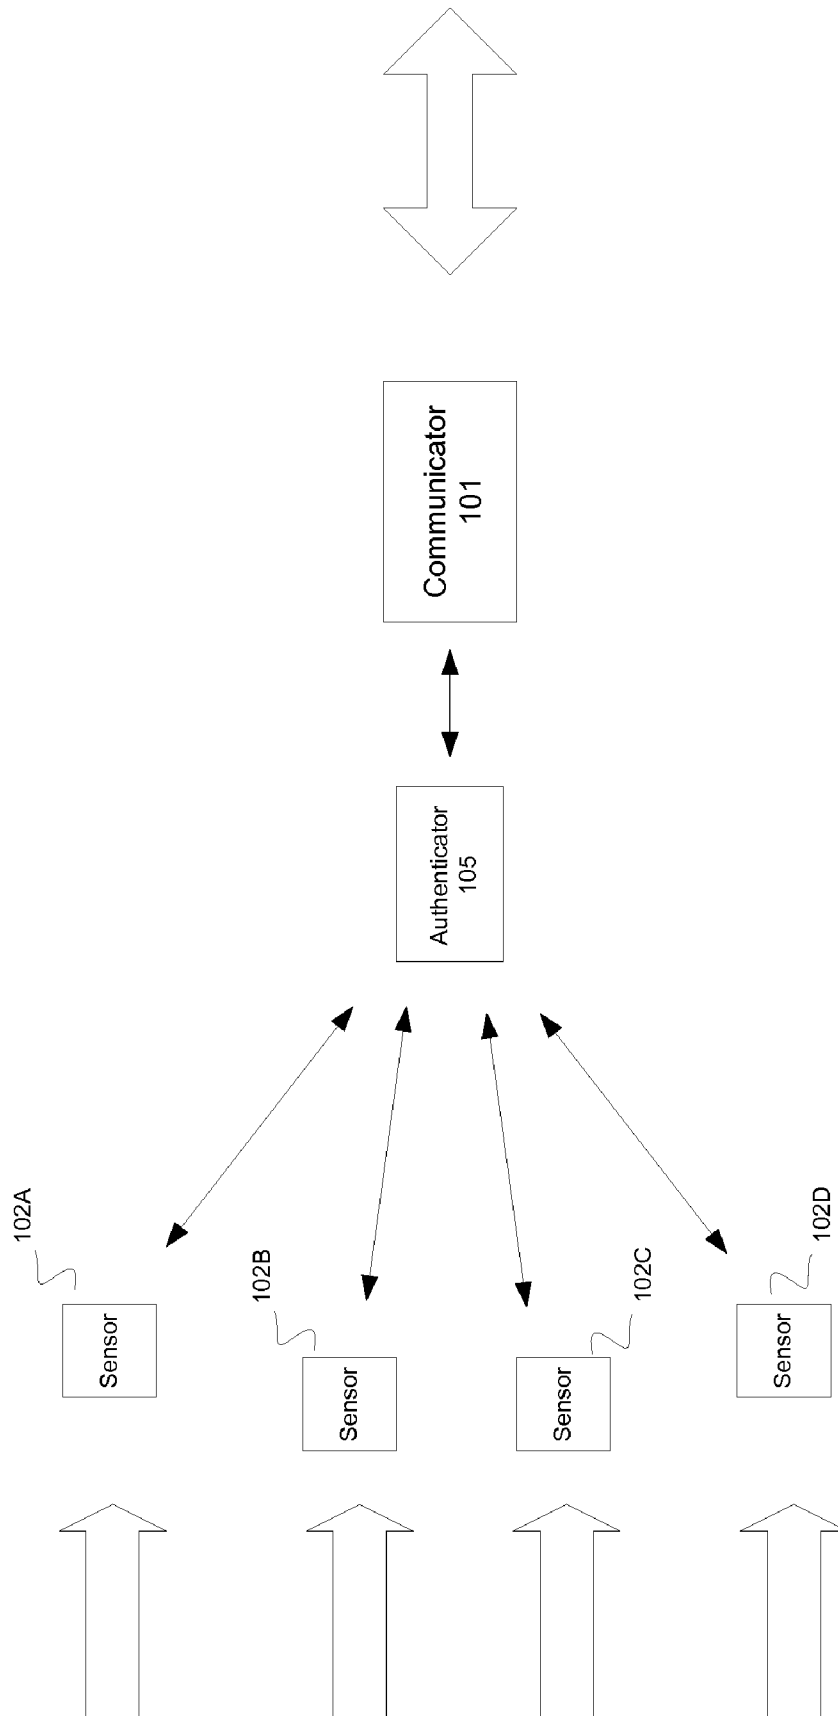 102A
Sensor
102B
Sensor
Sensor
102C
Sensor
102D
Authenticator
105
Communicator
101